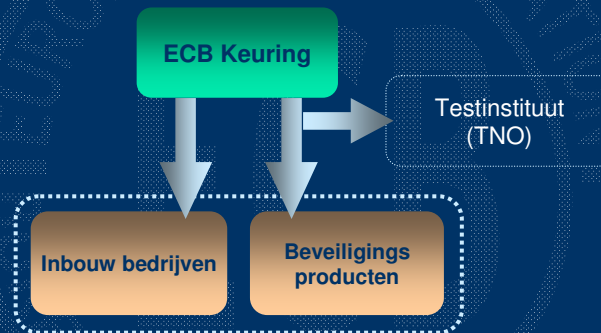 ECB Keuring
Testinstituut
(TNO)
Inbouw bedrijven
Beveiligings
producten